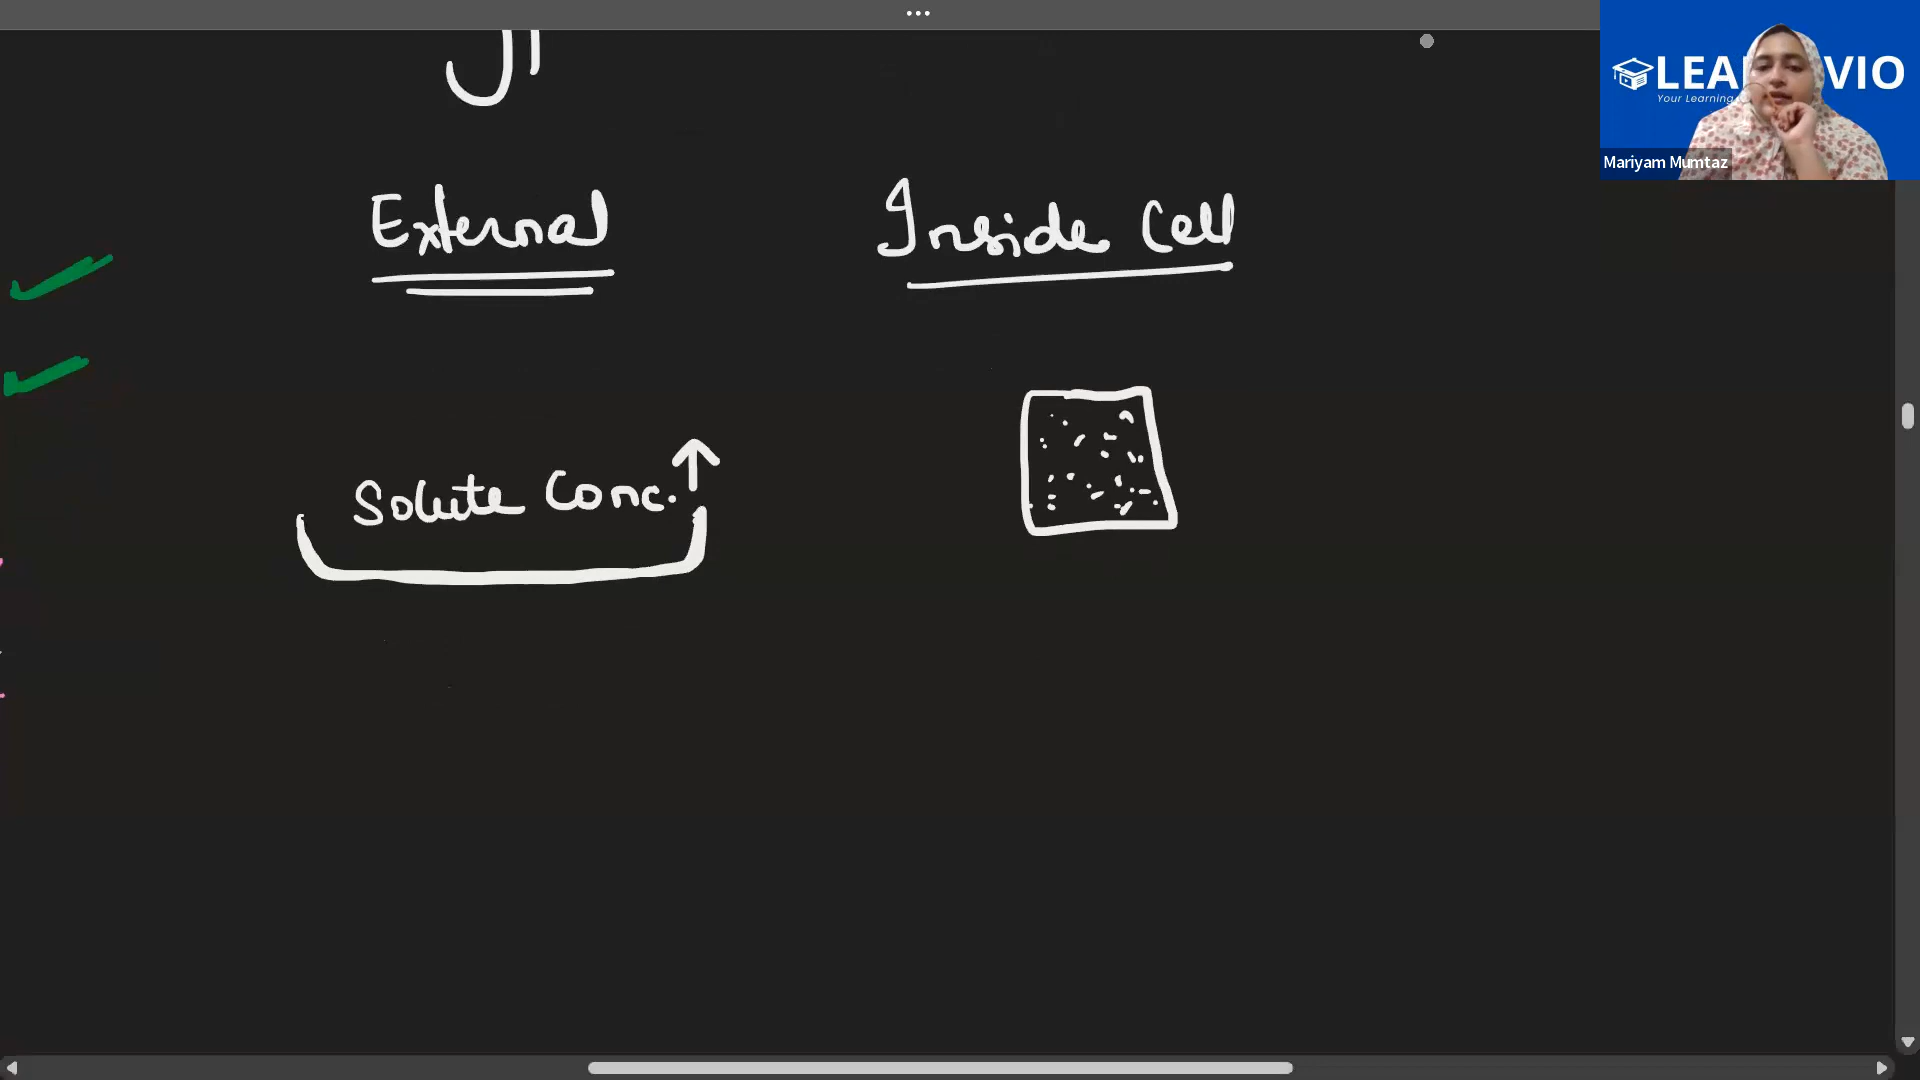 LEA VIO
Your Learning
Mariyam Mumtaz
External Inside Cell
Solute Conc. ↑